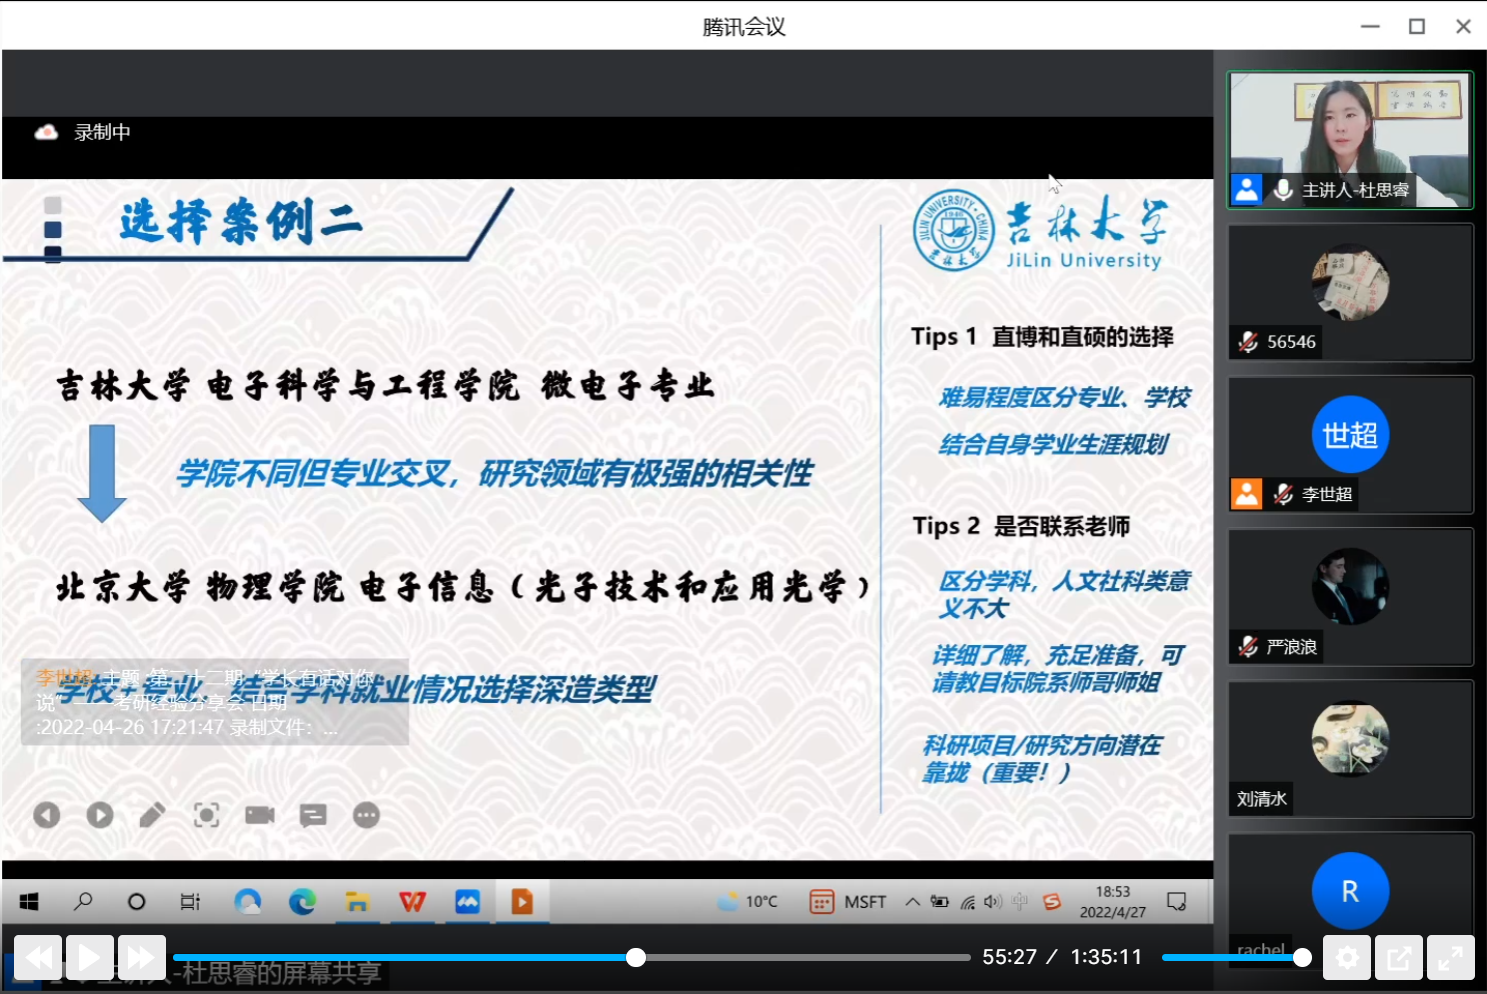 腾讯会议
录制中
选择案例二
JILIN UNIVERSITY·CHINA
1946
吉林大学
吉林大学
JiLin University
吉林大学 电子科学与工程学院 微电子专业
学院不同但专业交叉，研究领域有极强的相关性
北京大学 物理学院 电子信息（光子技术和应用光学）
学校+专业，结合学科就业情况选择深造类型
李世超: 主题 :第二十二期“学长有话对你
说”——考研经验分享会 日期
:2022-04-26 17:21:47 录制文件：...
Tips 1 直博和直硕的选择
难易程度区分专业、学校
结合自身学业生涯规划
Tips 2 是否联系老师
区分学科，人文社科类意
义不大
详细了解，充足准备，可
请教目标院系师哥师姐
科研项目/研究方向潜在
靠拢（重要！）
主讲人-杜思睿
56546
世超
李世超
严浪浪
刘清水
R
rachel
10°C
MSFT
中
18:53
2022/4/27
55:27 / 1:35:11
主讲人-杜思睿的屏幕共享